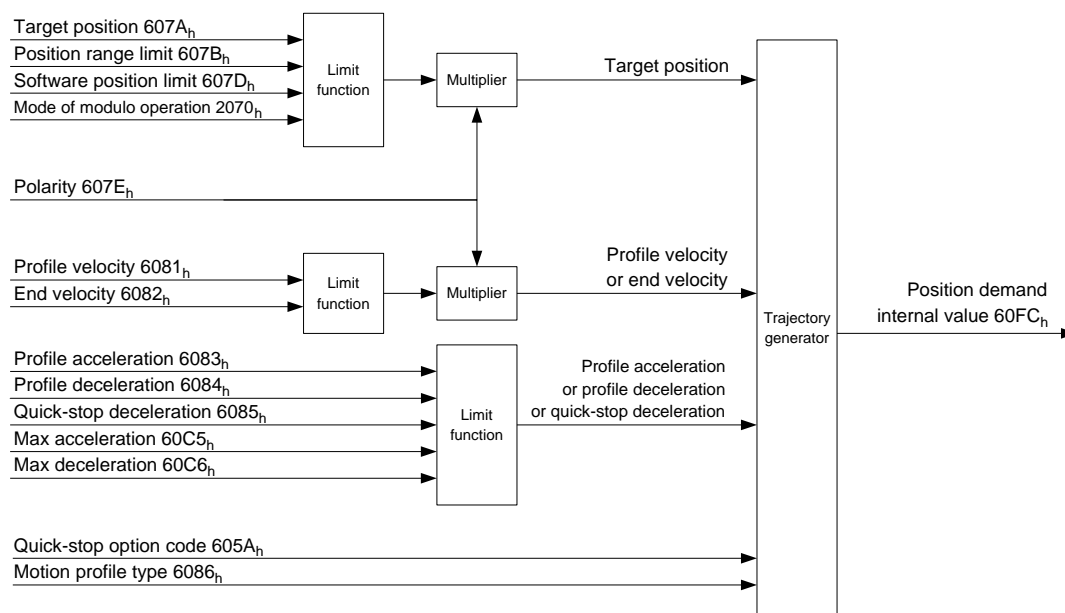 Target position 607Ah
Position range limit 607Bh
Software position limit 607Dh
Mode of modulo operation 2070h
Limit
function
Multiplier
Target position
Polarity 607Eh
Profile velocity 6081h
End velocity 6082h
Limit
function
Multiplier
Profile velocity
or end velocity
Trajectory
generator
Position demand
internal value 60FCh
Profile acceleration 6083h
Profile deceleration 6084h
Quick-stop deceleration 6085h
Max acceleration 60C5h
Max deceleration 60C6h
Limit
function
Profile acceleration
or profile deceleration
or quick-stop deceleration
Quick-stop option code 605Ah
Motion profile type 6086h